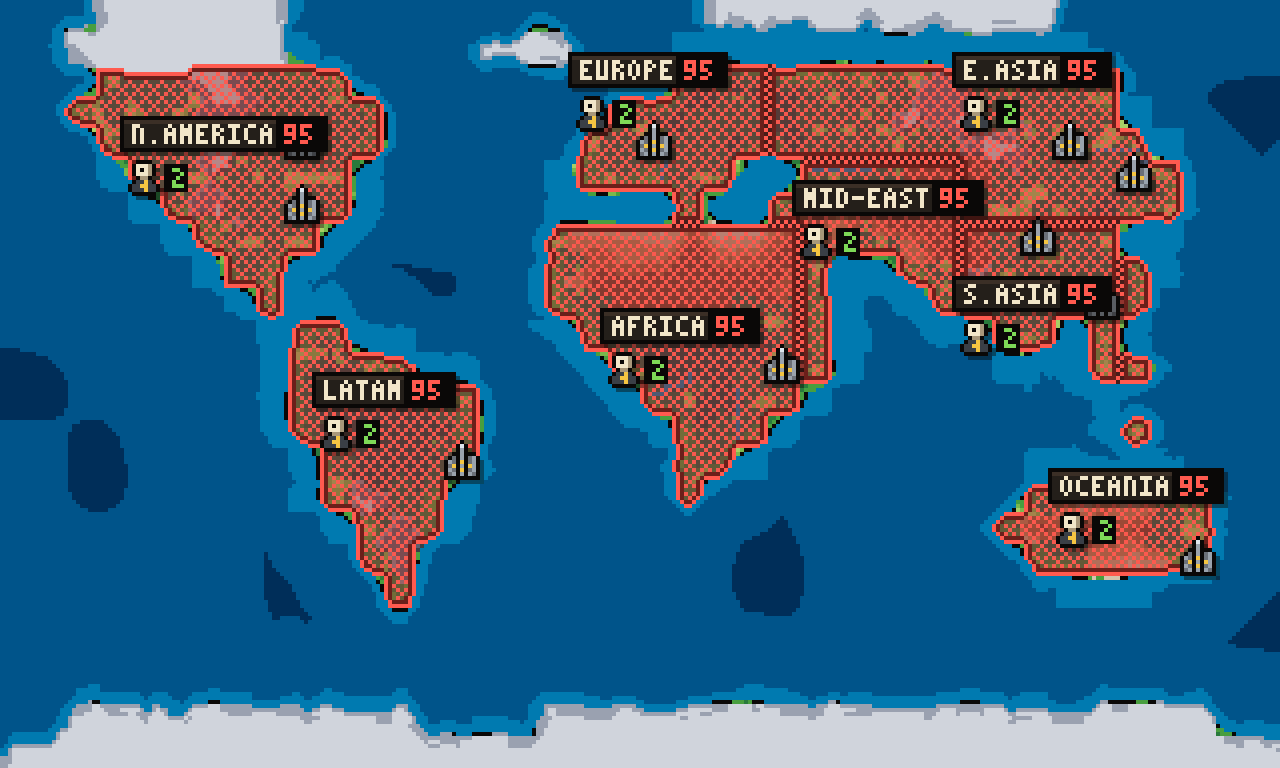 EUROPE 95
2
E.ASIA 95
2
N.AMERICA 95
2
MID-EAST 95
2
S.ASIA 95
2
AFRICA 95
2
LATAM 95
2
OCEANIA 95
2